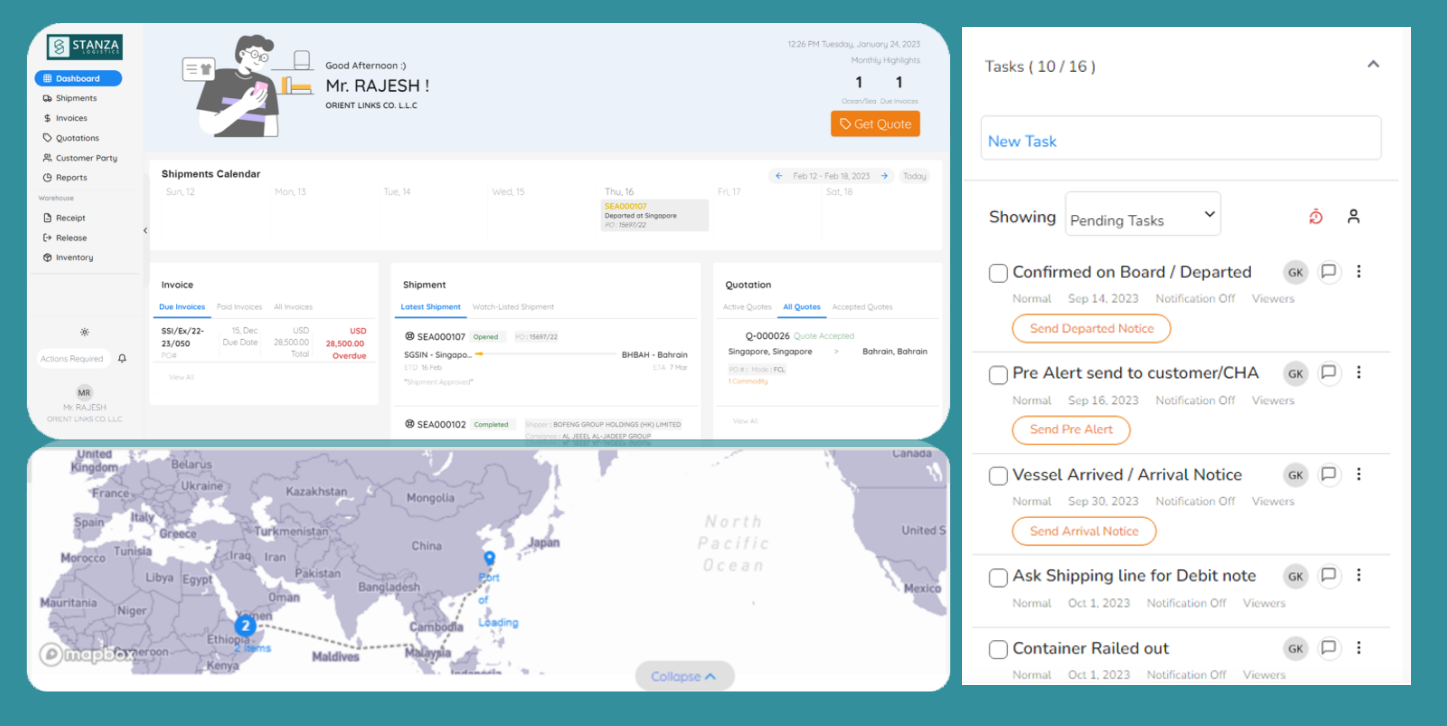 STANZA
LOGISTICS
Dashboard
Shipments
Invoices
Quotations
Customer Party
Reports
Warehouse
Receipt
Release
Inventory
Actions Required
MR
Mr. RAJESH
ORIENT LINKS CO. L.L.C
Good Afternoon :)
Mr. RAJESH !
ORIENT LINKS CO. L.L.C
12:26 PM Tuesday, January 24, 2023
Monthly Highlights
1 1
Ocean/Sea Due Invoices
Get Quote
Shipments Calendar
← Feb 12 - Feb 18, 2023 → Today
Sun, 12 Mon, 13 Tue, 14 Wed, 15 Thu, 16 Fri, 17 Sat, 18
SEA000107
Departed at Singapore
PO : 15697/22
Invoice
Due Invoices Paid Invoices All Invoices
SSI/Ex/22-23/050 15, Dec USD USD
PO# Due Date 28,500.00 28,500.00
Total Overdue
View All
Shipment
Latest Shipment Watch-Listed Shipment
SEA000107 Opened PO : 15697/22
SGSIN - Singapo... BHBAH - Bahrain
ETD 16 Feb ETA 7 Mar
"Shipment Approved"
SEA000102 Completed Shipper : BOFENG GROUP HOLDINGS (HK) LIMITED
Consignee : AL JEEEL AL-JADEEP GROUP
Quotation
Active Quotes All Quotes Accepted Quotes
Q-000026 Quote Accepted
Singapore, Singapore > Bahrain, Bahrain
PO # : Mode : FCL
1 Commodity
View All
United Kingdom
Belarus
Canada
France
Ukraine
Kazakhstan
Mongolia
Spain
Italy
Greece
Turkmenistan
China
Japan
North
Pacific
Ocean
United S
Morocco
Tunisia
Iraq
Iran
Pakistan
Libya
Egypt
Bangladesh
Port
of
Loading
Mexico
Mauritania
Niger
Oman
Yemen
2
2 items
Ethiopia
Cambodia
mapbox
Cameroon
Kenya
Maldives
Malaysia
Indonesia
Collapse
Tasks ( 10 / 16 )
New Task
Showing Pending Tasks
Confirmed on Board / Departed GK
Normal Sep 14, 2023 Notification Off Viewers
Send Departed Notice
Pre Alert send to customer/CHA GK
Normal Sep 16, 2023 Notification Off Viewers
Send Pre Alert
Vessel Arrived / Arrival Notice GK
Normal Sep 30, 2023 Notification Off Viewers
Send Arrival Notice
Ask Shipping line for Debit note GK
Normal Oct 1, 2023 Notification Off Viewers
Container Railed out GK
Normal Oct 1, 2023 Notification Off Viewers